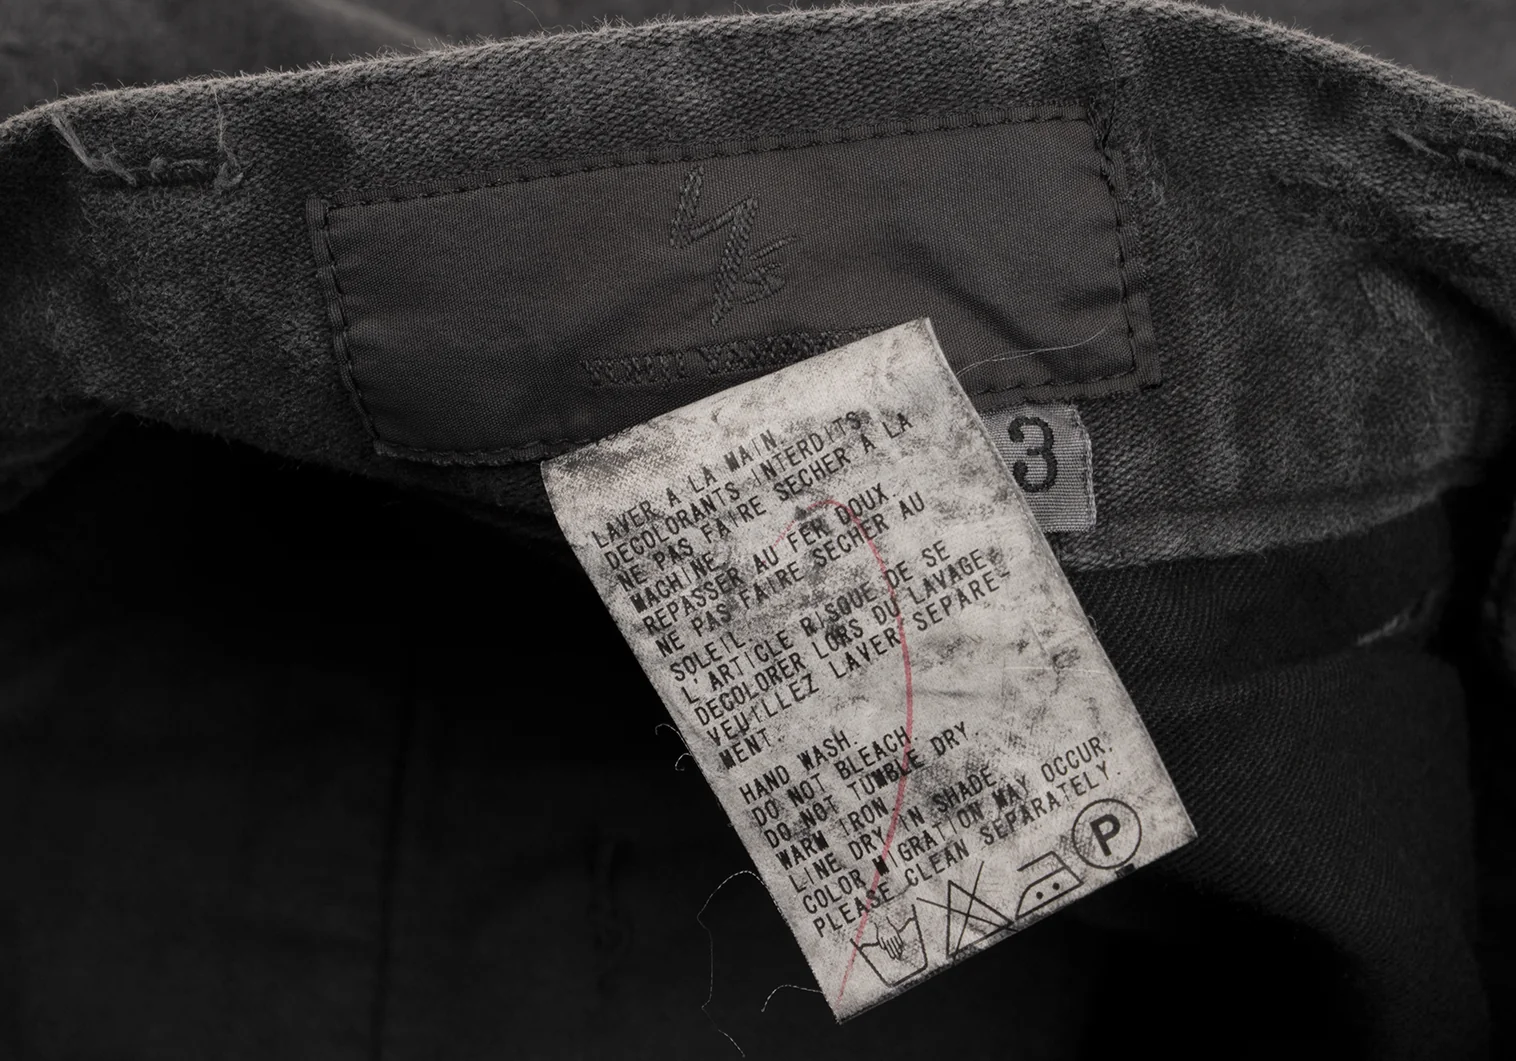 LAVER A LA MAIN.
DECOLORANTS INTERDITS.
NE PAS FAIRE SECHER A LA
MACHINE.
REPASSER AU FER DOUX.
NE PAS FAIRE SECHER AU
SOLEIL.
L'ARTICLE RISQUE DE SE
DECOLORER LORS DU LAVAGE,
VEUILLEZ LAVER SEPARE-
MENT.
HAND WASH.
DO NOT BLEACH.
DO NOT TUMBLE DRY.
WARM IRON.
LINE DRY IN SHADE.
COLOR MIGRATION MAY OCCUR.
PLEASE CLEAN SEPARATELY.
P
3